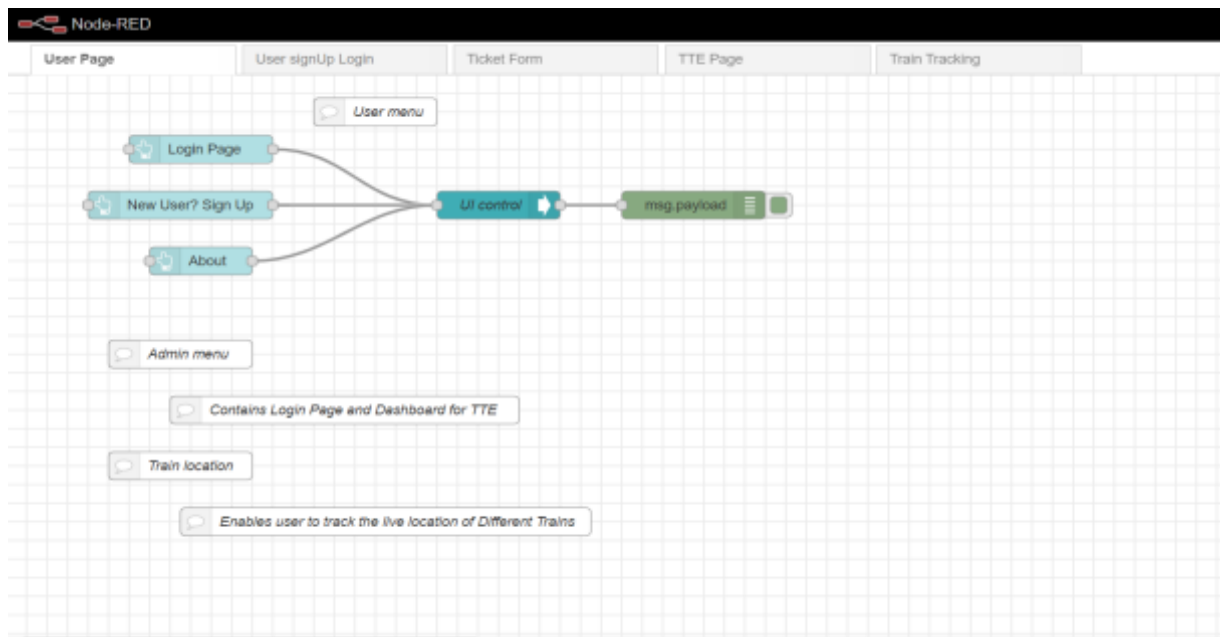 Node-RED
User Page
User signUp Login
Ticket Form
TTE Page
Train Tracking
User menu
Login Page
New User? Sign Up
UI control
msg.payload
About
Admin menu
Contains Login Page and Dashboard for TTE
Train location
Enables user to track the live location of Different Trains